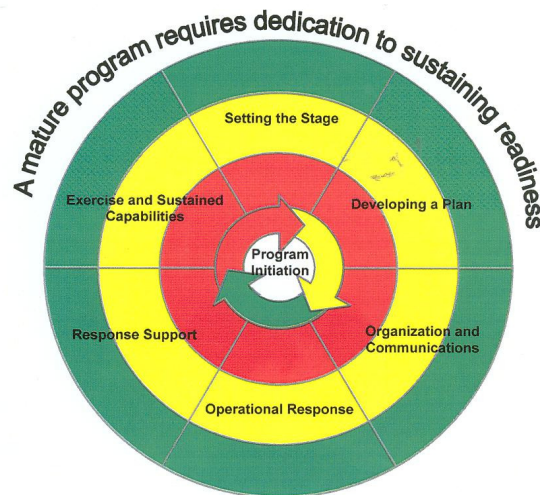 A mature program requires dedication to sustaining readiness
Setting the Stage
Developing a Plan
Organization and
Communications
Operational Response
Response Support
Exercise and Sustained
Capabilities
Program
Initiation